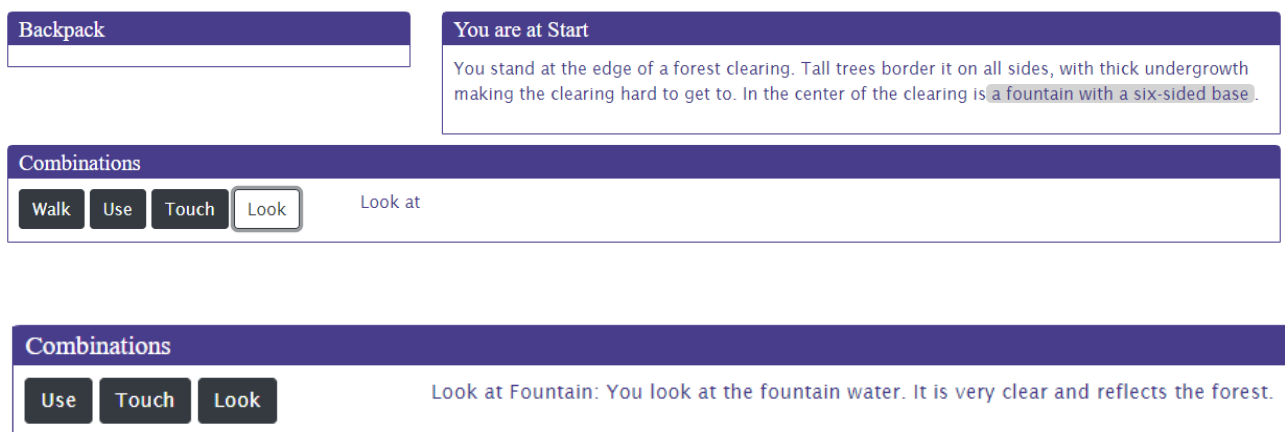 Backpack
You are at Start
You stand at the edge of a forest clearing. Tall trees border it on all sides, with thick undergrowth
making the clearing hard to get to. In the center of the clearing is a fountain with a six-sided base .
Combinations
Walk Use Touch Look Look at
Combinations
Use Touch Look Look at Fountain: You look at the fountain water. It is very clear and reflects the forest.